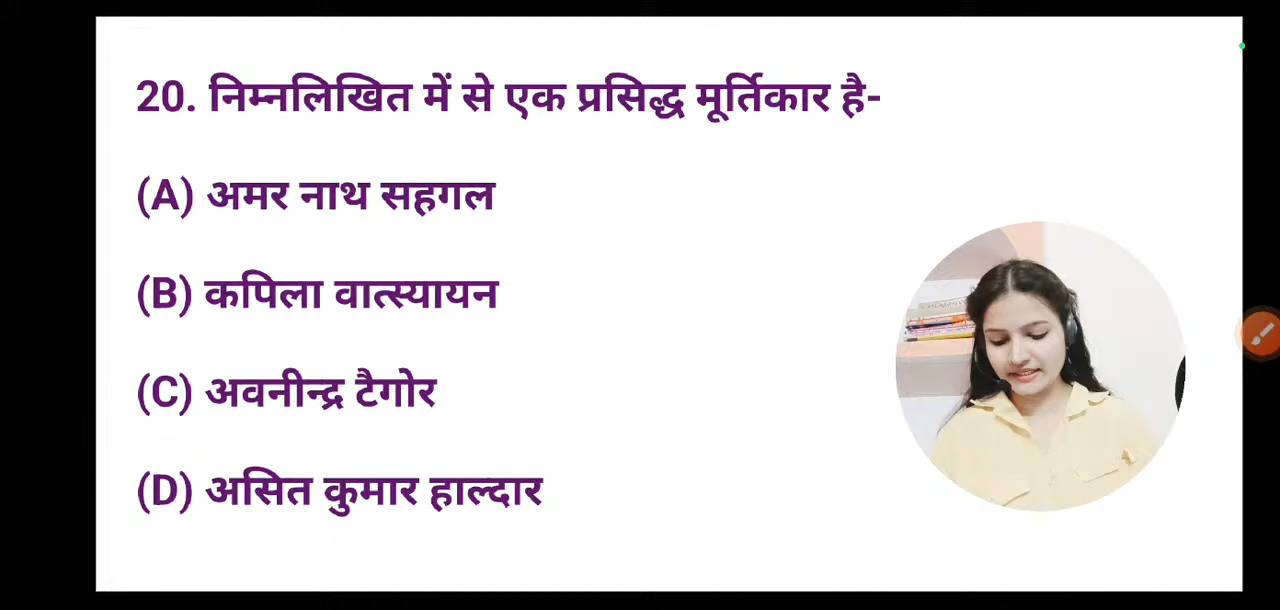 20. निम्नलिखित में से एक प्रसिद्ध मूर्तिकार है-
(A) अमर नाथ सहगल
(B) कपिला वात्स्यायन
(C) अवनीन्द्र टैगोर
(D) असित कुमार हाल्दार